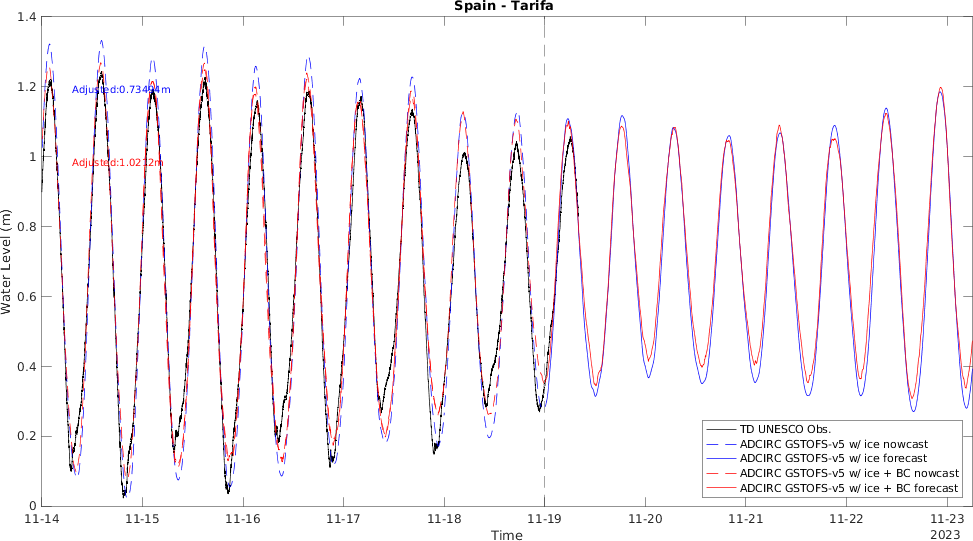 Spain - Tarifa
1.4
1.2
1
0.8
0.6
0.4
0.2
0
Water Level (m)
Adjusted:0.73494m
Adjusted:1.0212m
TD UNESCO Obs.
ADCIRC GSTOFS-v5 w/ ice nowcast
ADCIRC GSTOFS-v5 w/ ice forecast
ADCIRC GSTOFS-v5 w/ ice + BC nowcast
ADCIRC GSTOFS-v5 w/ ice + BC forecast
11-14 11-15 11-16 11-17 11-18 11-19 11-20 11-21 11-22 11-23
Time
2023